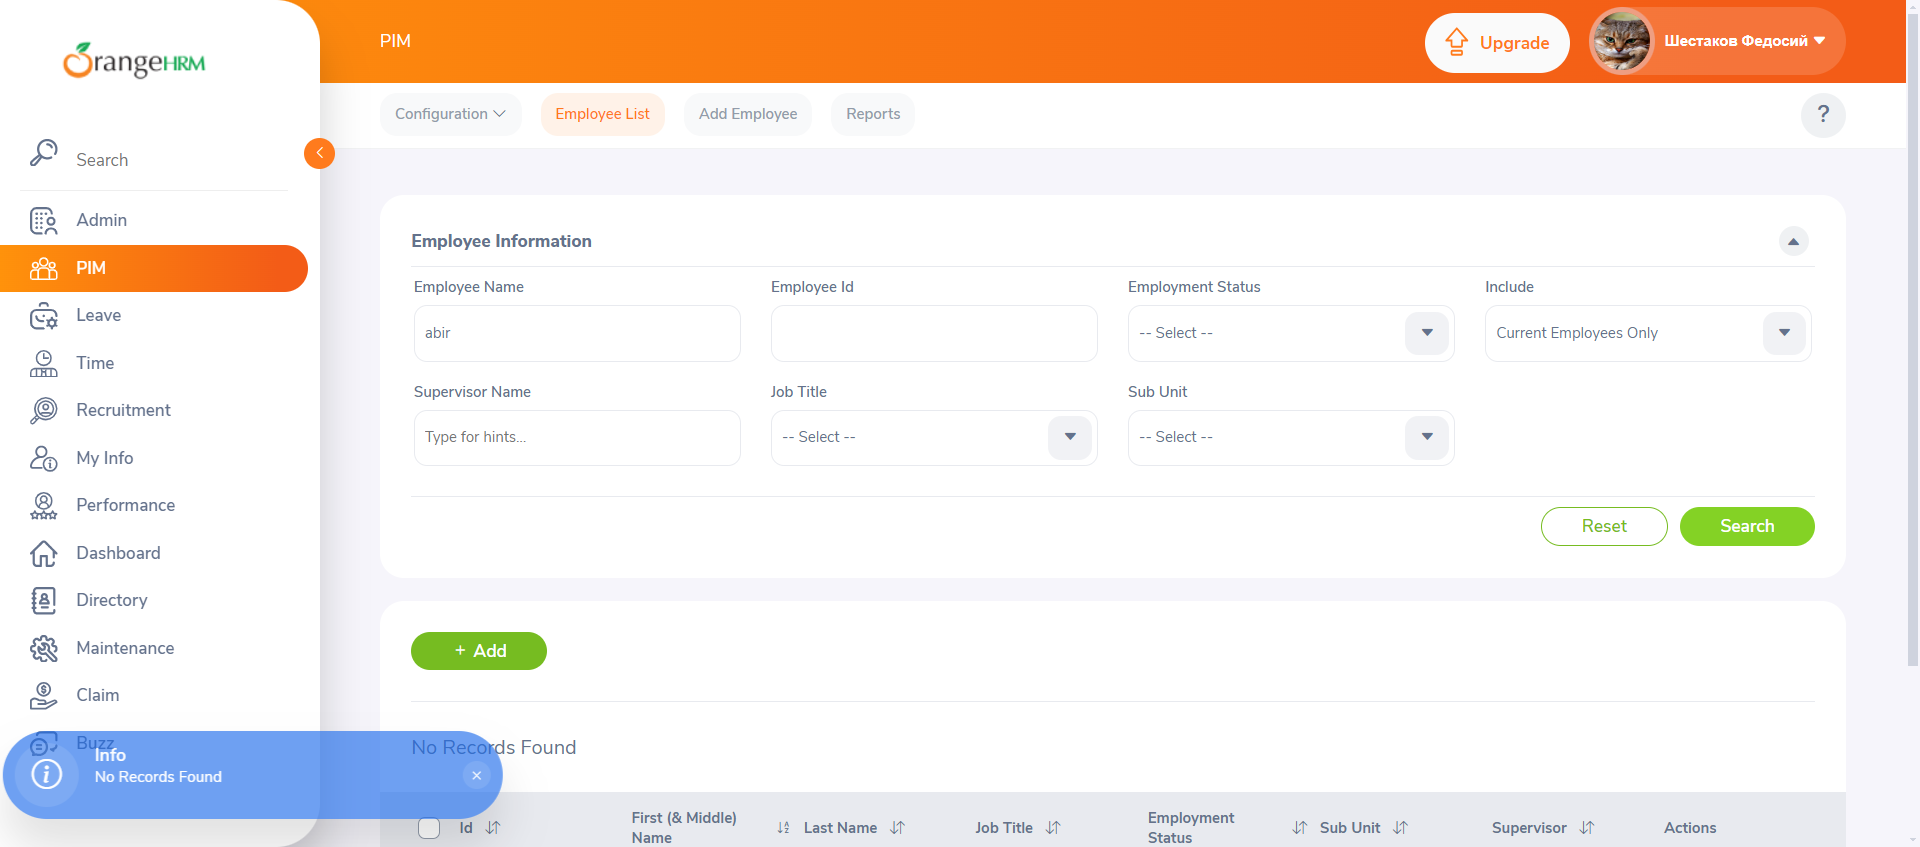 OrangeHRM
PIM
Upgrade
Шестаков Федосий
Configuration
Employee List
Add Employee
Reports
?
Search
Admin
PIM
Leave
Time
Recruitment
My Info
Performance
Dashboard
Directory
Maintenance
Claim
Buzz
Employee Information
Employee Name
Employee Id
Employment Status
Include
abir
-- Select --
Current Employees Only
Supervisor Name
Job Title
Sub Unit
Type for hints...
-- Select --
-- Select --
Reset
Search
+ Add
No Records Found
Info
No Records Found
Id
First (& Middle)
Name
Last Name
Job Title
Employment
Status
Sub Unit
Supervisor
Actions